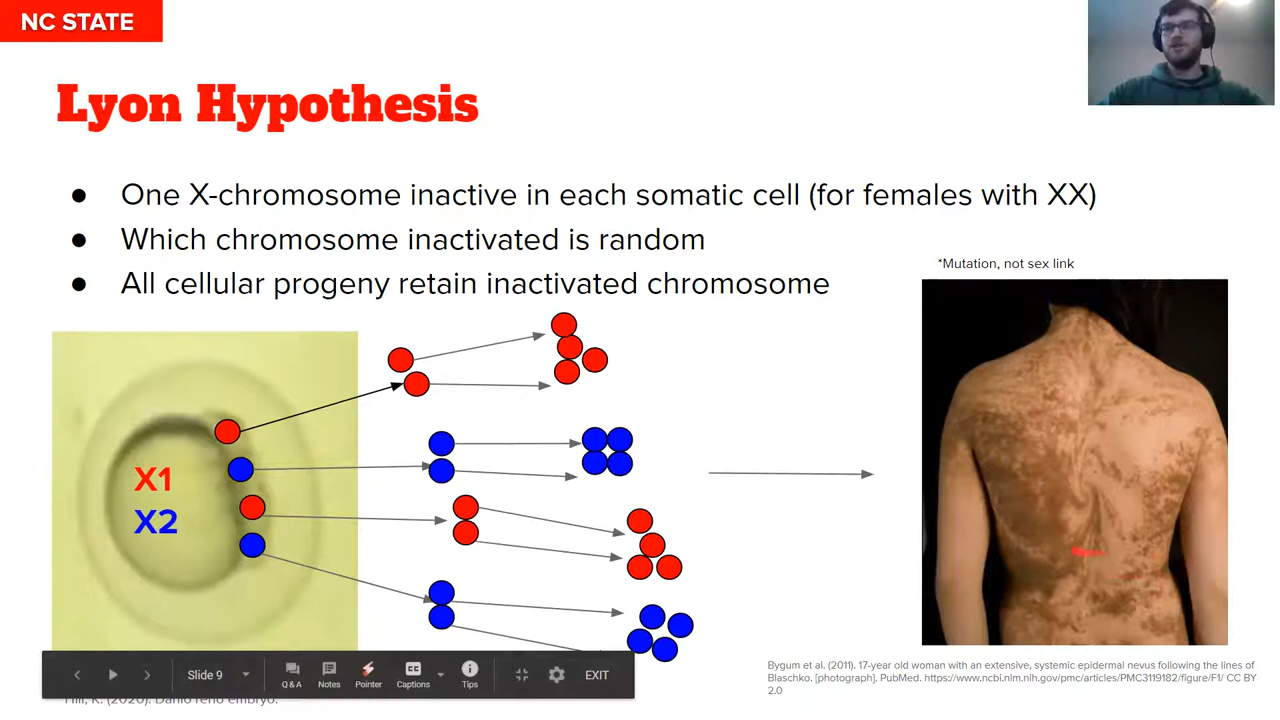 NC STATE
Lyon Hypothesis
● One X-chromosome inactive in each somatic cell (for females with XX)
● Which chromosome inactivated is random
● All cellular progeny retain inactivated chromosome
*Mutation, not sex link
X1
X2
Slide 9
Q & A
Notes
Pointer
CC
Captions
Tips
EXIT
Hill, K. (2020). Danio reno embryo.
Bygum et al. (2011). 17-year old woman with an extensive, systemic epidermal nevus following the lines of
Blaschko. [photograph]. PubMed. https://www.ncbi.nlm.nih.gov/pmc/articles/PMC3119182/figure/F1/ CC BY
2.0